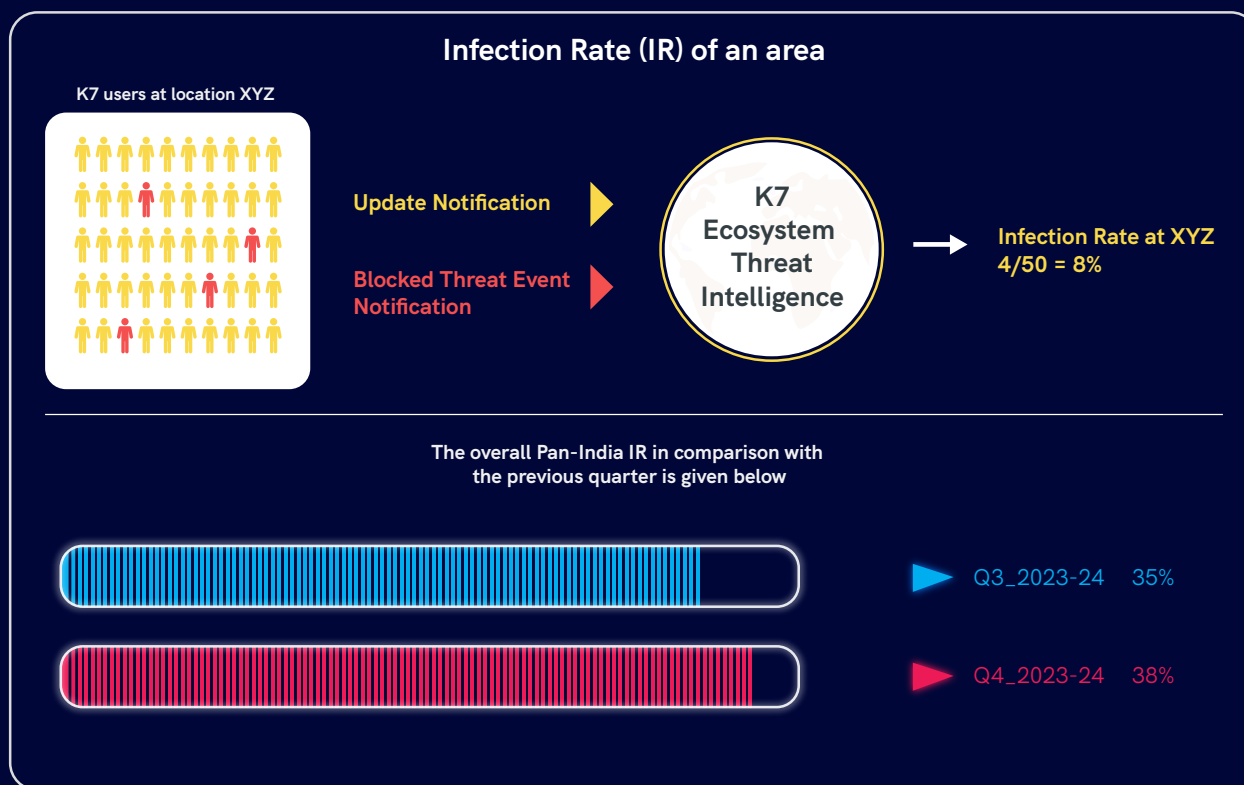 Infection Rate (IR) of an area
K7 users at location XYZ
Update Notification
Blocked Threat Event
Notification
K7
Ecosystem
Threat
Intelligence
Infection Rate at XYZ
4/50 = 8%
The overall Pan-India IR in comparison with
the previous quarter is given below
Q3_2023-24 35%
Q4_2023-24 38%